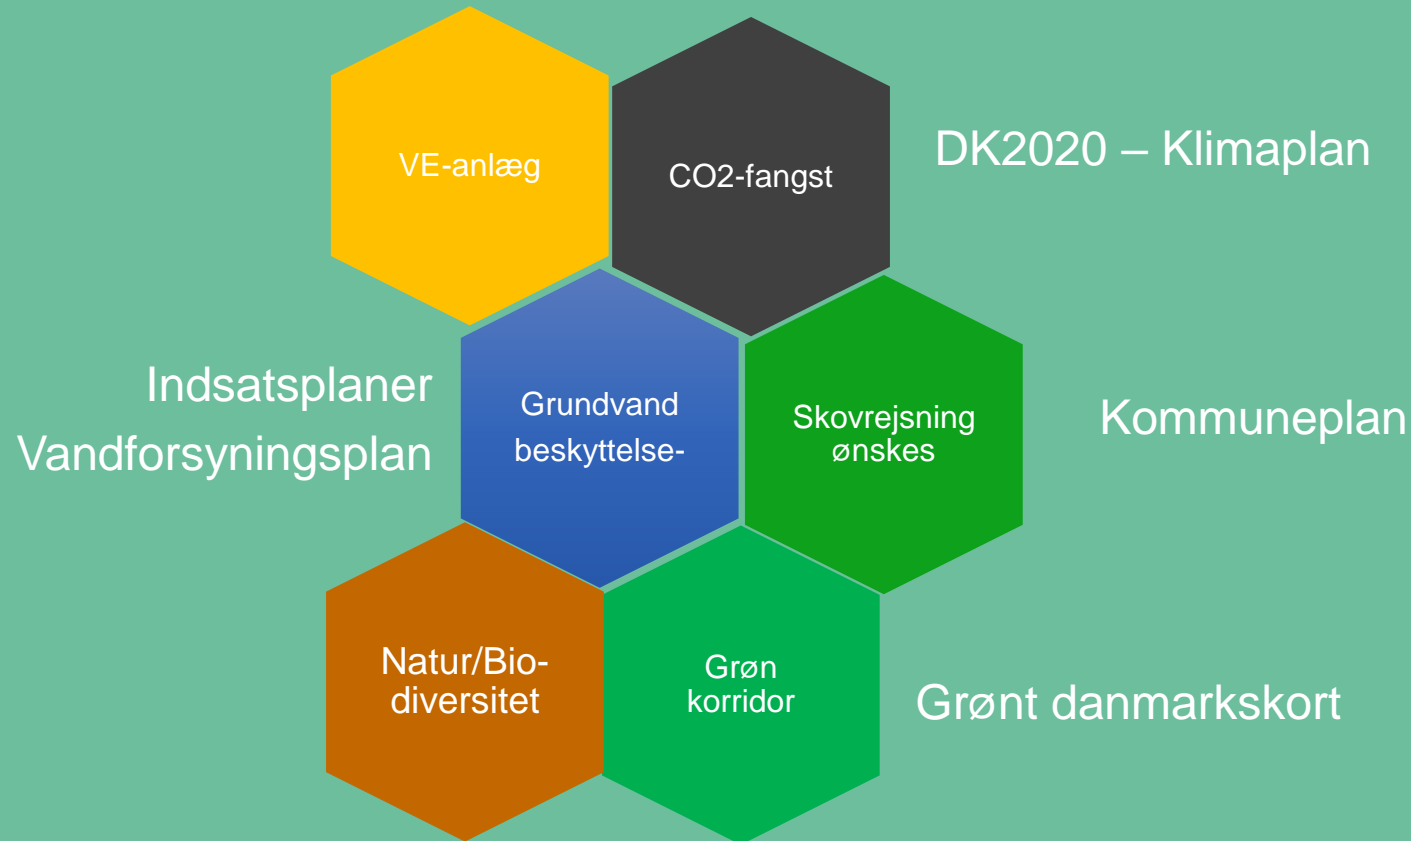 VE-anlæg
CO2-fangst
DK2020 – Klimaplan
Indsatsplaner
Vandforsyningsplan
Grundvand
beskyttelse-
Skovrejsning
ønskes
Kommuneplan
Natur/Bio-
diversitet
Grøn
korridor
Grønt danmarkskort